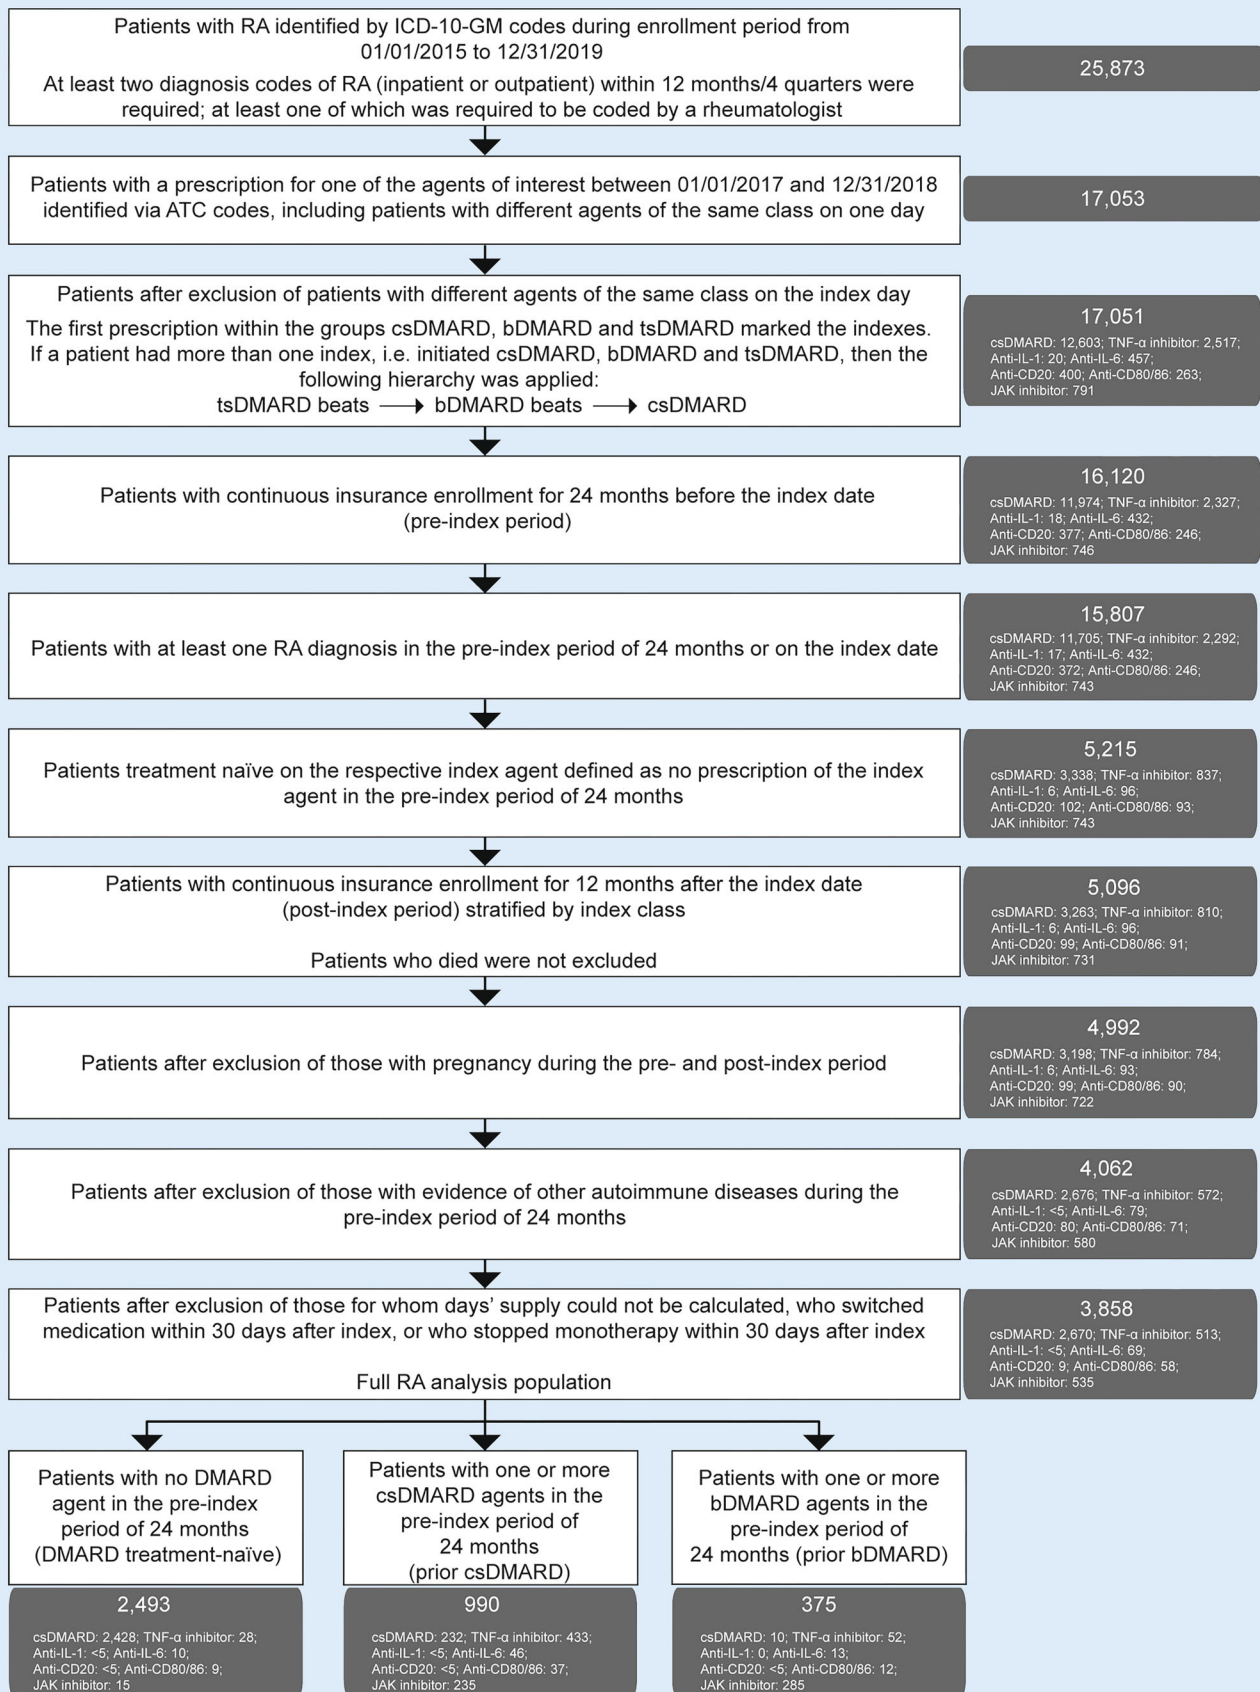 Patients with RA identified by ICD-10-GM codes during enrollment period from
01/01/2015 to 12/31/2019
At least two diagnosis codes of RA (inpatient or outpatient) within 12 months/4 quarters were
required; at least one of which was required to be coded by a rheumatologist
25,873
Patients with a prescription for one of the agents of interest between 01/01/2017 and 12/31/2018
identified via ATC codes, including patients with different agents of the same class on one day
17,053
Patients after exclusion of patients with different agents of the same class on the index day
The first prescription within the groups csDMARD, bDMARD and tsDMARD marked the indexes.
If a patient had more than one index, i.e. initiated csDMARD, bDMARD and tsDMARD, then the
following hierarchy was applied:
tsDMARD beats → bDMARD beats → csDMARD
17,051
csDMARD: 12,603; TNF-α inhibitor: 2,517;
Anti-IL-1: 20; Anti-IL-6: 457;
Anti-CD20: 400; Anti-CD80/86: 263;
JAK inhibitor: 791
Patients with continuous insurance enrollment for 24 months before the index date
(pre-index period)
16,120
csDMARD: 11,974; TNF-α inhibitor: 2,327;
Anti-IL-1: 18; Anti-IL-6: 432;
Anti-CD20: 377; Anti-CD80/86: 246;
JAK inhibitor: 746
Patients with at least one RA diagnosis in the pre-index period of 24 months or on the index date
15,807
csDMARD: 11,705; TNF-α inhibitor: 2,292;
Anti-IL-1: 17; Anti-IL-6: 432;
Anti-CD20: 372; Anti-CD80/86: 246;
JAK inhibitor: 743
Patients treatment naïve on the respective index agent defined as no prescription of the index
agent in the pre-index period of 24 months
5,215
csDMARD: 3,338; TNF-α inhibitor: 837;
Anti-IL-1: 6; Anti-IL-6: 96;
Anti-CD20: 102; Anti-CD80/86: 93;
JAK inhibitor: 743
Patients with continuous insurance enrollment for 12 months after the index date
(post-index period) stratified by index class
Patients who died were not excluded
5,096
csDMARD: 3,263; TNF-α inhibitor: 810;
Anti-IL-1: 6; Anti-IL-6: 96;
Anti-CD20: 99; Anti-CD80/86: 91;
JAK inhibitor: 731
Patients after exclusion of those with pregnancy during the pre- and post-index period
4,992
csDMARD: 3,198; TNF-α inhibitor: 784;
Anti-IL-1: 6; Anti-IL-6: 93;
Anti-CD20: 99; Anti-CD80/86: 90;
JAK inhibitor: 722
Patients after exclusion of those with evidence of other autoimmune diseases during the
pre-index period of 24 months
4,062
csDMARD: 2,676; TNF-α inhibitor: 572;
Anti-IL-1: <5; Anti-IL-6: 79;
Anti-CD20: 80; Anti-CD80/86: 71;
JAK inhibitor: 580
Patients after exclusion of those for whom days’ supply could not be calculated, who switched
medication within 30 days after index, or who stopped monotherapy within 30 days after index
Full RA analysis population
3,858
csDMARD: 2,670; TNF-α inhibitor: 513;
Anti-IL-1: <5; Anti-IL-6: 69;
Anti-CD20: 9; Anti-CD80/86: 58;
JAK inhibitor: 535
Patients with no DMARD
agent in the pre-index
period of 24 months
(DMARD treatment-naïve)
2,493
csDMARD: 2,428; TNF-α inhibitor: 28;
Anti-IL-1: <5; Anti-IL-6: 10;
Anti-CD20: <5; Anti-CD80/86: 9;
JAK inhibitor: 15
Patients with one or more
csDMARD agents in the
pre-index period of
24 months
(prior csDMARD)
990
csDMARD: 232; TNF-α inhibitor: 433;
Anti-IL-1: <5; Anti-IL-6: 46;
Anti-CD20: <5; Anti-CD80/86: 37;
JAK inhibitor: 235
Patients with one or more
bDMARD agents in the
pre-index period of
24 months (prior bDMARD)
375
csDMARD: 10; TNF-α inhibitor: 52;
Anti-IL-1: 0; Anti-IL-6: 13;
Anti-CD20: <5; Anti-CD80/86: 12;
JAK inhibitor: 285